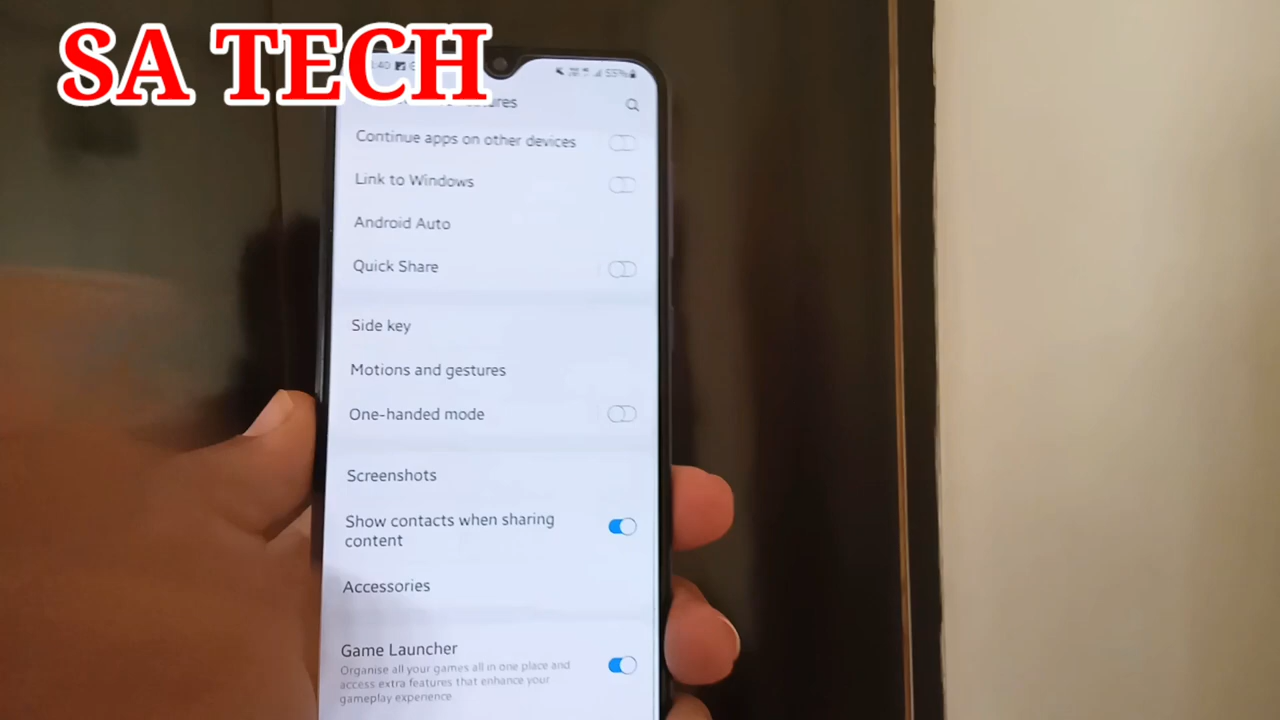 SA TECH
:40
55%
Continue apps on other devices
Link to Windows
Android Auto
Quick Share
Side key
Motions and gestures
One-handed mode
Screenshots
Show contacts when sharing
content
Accessories
Game Launcher
Organise all your games all in one place and
access extra features that enhance your
gameplay experience.